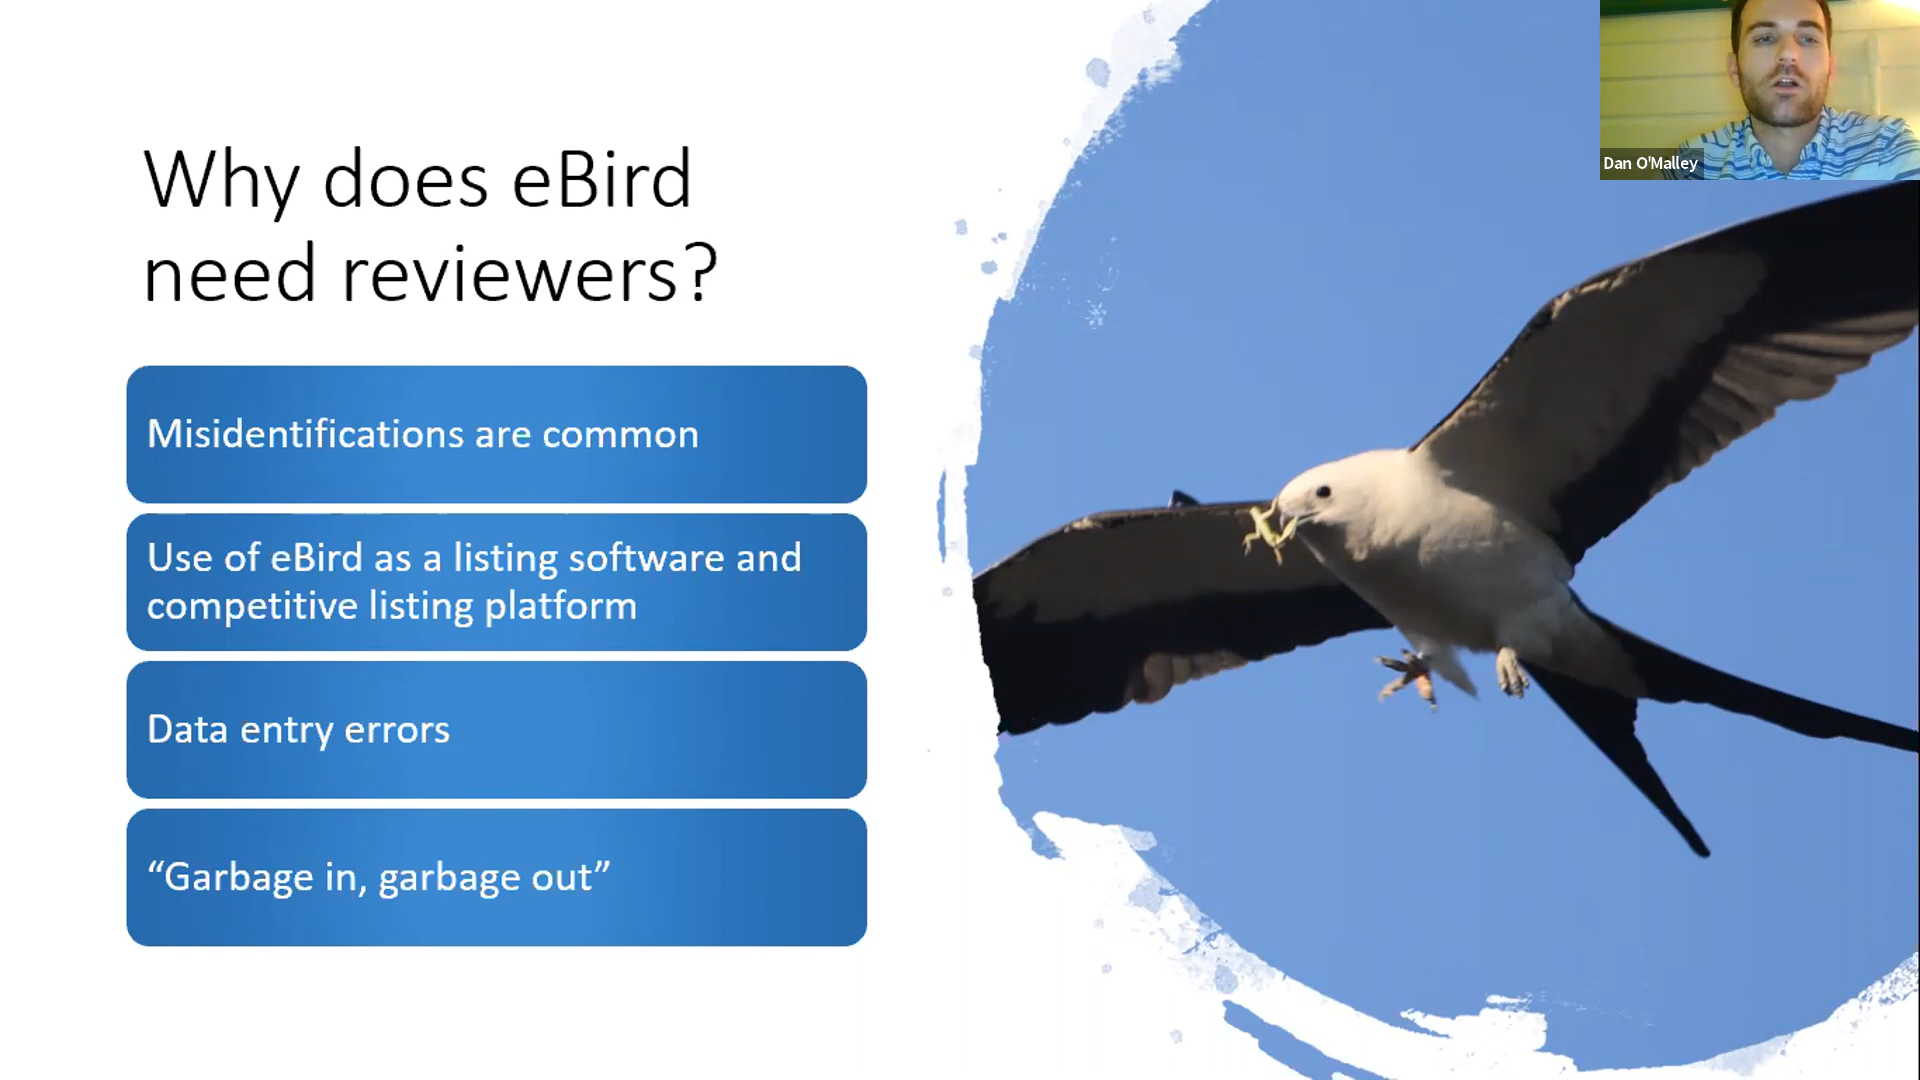 Why does eBird
need reviewers?
Misidentifications are common
Use of eBird as a listing software and
competitive listing platform
Data entry errors
“Garbage in, garbage out”
Dan O'Malley